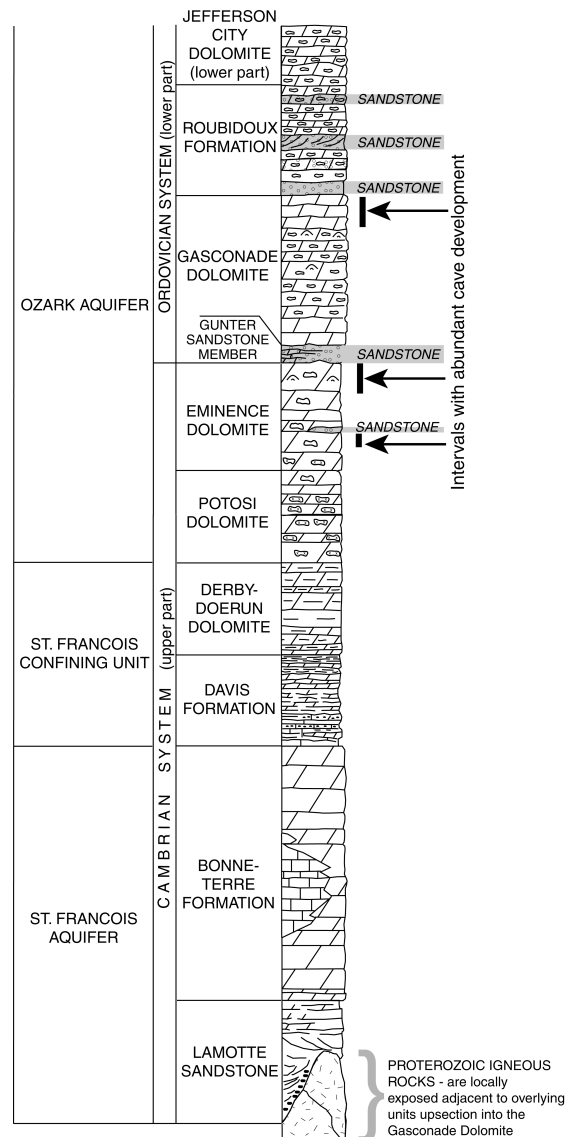 JEFFERSON
CITY
DOLOMITE
(lower part)
SANDSTONE
ROUBIDOUX
FORMATION
SANDSTONE
SANDSTONE
GASCONADE
DOLOMITE
GUNTER
SANDSTONE
MEMBER
SANDSTONE
EMINENCE
DOLOMITE
SANDSTONE
Intervals with abundant cave development
POTOSI
DOLOMITE
DERBY-
DOERUN
DOLOMITE
DAVIS
FORMATION
BONNE-
TERRE
FORMATION
LAMOTTE
SANDSTONE
ORDOVICIAN SYSTEM (lower part)
CAMBRIAN SYSTEM (upper part)
OZARK AQUIFER
ST. FRANCOIS
CONFINING UNIT
ST. FRANCOIS
AQUIFER
PROTEROZOIC IGNEOUS
ROCKS - are locally
exposed adjacent to overlying
units upsection into the
Gasconade Dolomite